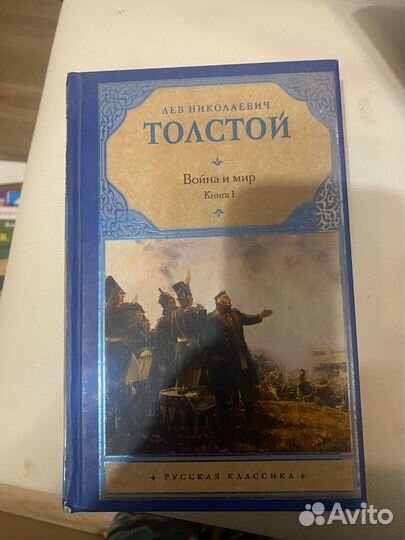 ЛЕВ НИКОЛАЕВИЧ
ТОЛСТОЙ
Война и мир
Книга 1
РУССКАЯ КЛАССИКА
Avito